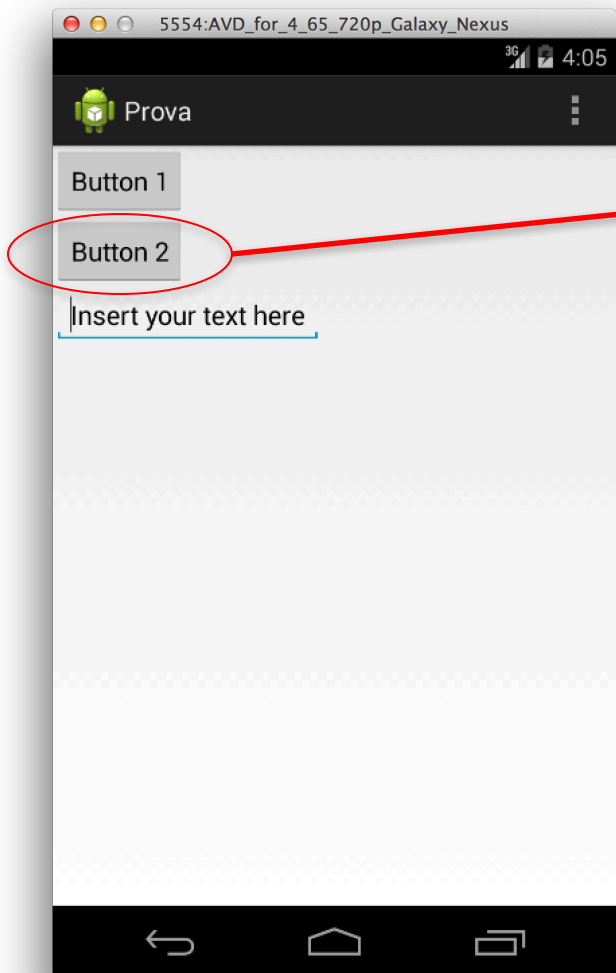 5554:AVD_for_4_65_720p_Galaxy_Nexus
3G 4:05
Prova
Button 1
Button 2
Insert your text here